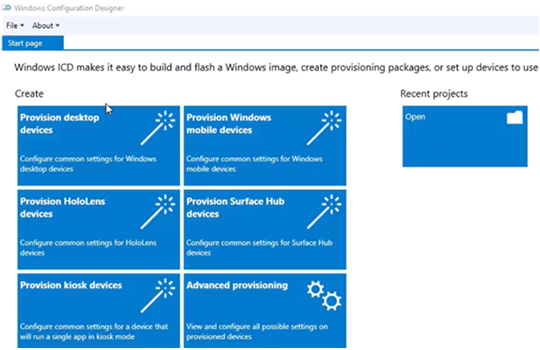 Windows Configuration Designer
File About
Start page
Windows ICD makes it easy to build and flash a Windows image, create provisioning packages, or set up devices to use
Create
Recent projects
Provision desktop
devices
Configure common settings for Windows
desktop devices
Provision Windows
mobile devices
Configure common settings for Windows
mobile devices
Open
Provision HoloLens
devices
Configure common settings for HoloLens
devices
Provision Surface Hub
devices
Configure common settings for Surface Hub
devices
Provision kiosk devices
Configure common settings for a device that
will run a single app in kiosk mode
Advanced provisioning
View and configure all possible settings on
provisioned devices